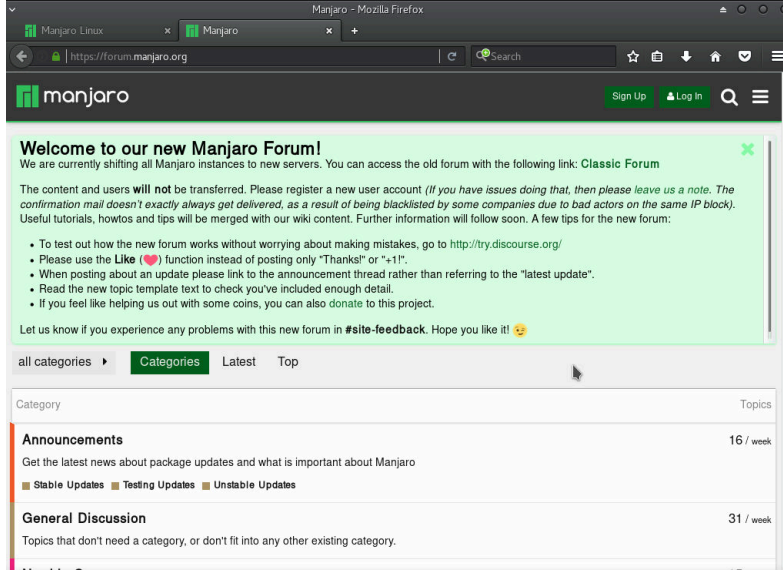 Manjaro - Mozilla Firefox
Manjaro Linux × Manjaro × +
https://forum.manjaro.org Search
manjaro Sign Up Log In
Welcome to our new Manjaro Forum!
We are currently shifting all Manjaro instances to new servers. You can access the old forum with the following link: Classic Forum
The content and users will not be transferred. Please register a new user account (If you have issues doing that, then please leave us a note. The
confirmation mail doesn't exactly always get delivered, as a result of being blacklisted by some companies due to bad actors on the same IP block).
Useful tutorials, howtos and tips will be merged with our wiki content. Further information will follow soon. A few tips for the new forum:
• To test out how the new forum works without worrying about making mistakes, go to http://try.discourse.org/
• Please use the Like (❤) function instead of posting only "Thanks!" or "+1!".
• When posting about an update please link to the announcement thread rather than referring to the "latest update".
• Read the new topic template text to check you've included enough detail.
• If you feel like helping us out with some coins, you can also donate to this project.
Let us know if you experience any problems with this new forum in #site-feedback. Hope you like it! 😉
all categories Categories Latest Top
Category Topics
Announcements 16 / week
Get the latest news about package updates and what is important about Manjaro
Stable Updates Testing Updates Unstable Updates
General Discussion 31 / week
Topics that don't need a category, or don't fit into any other existing category.